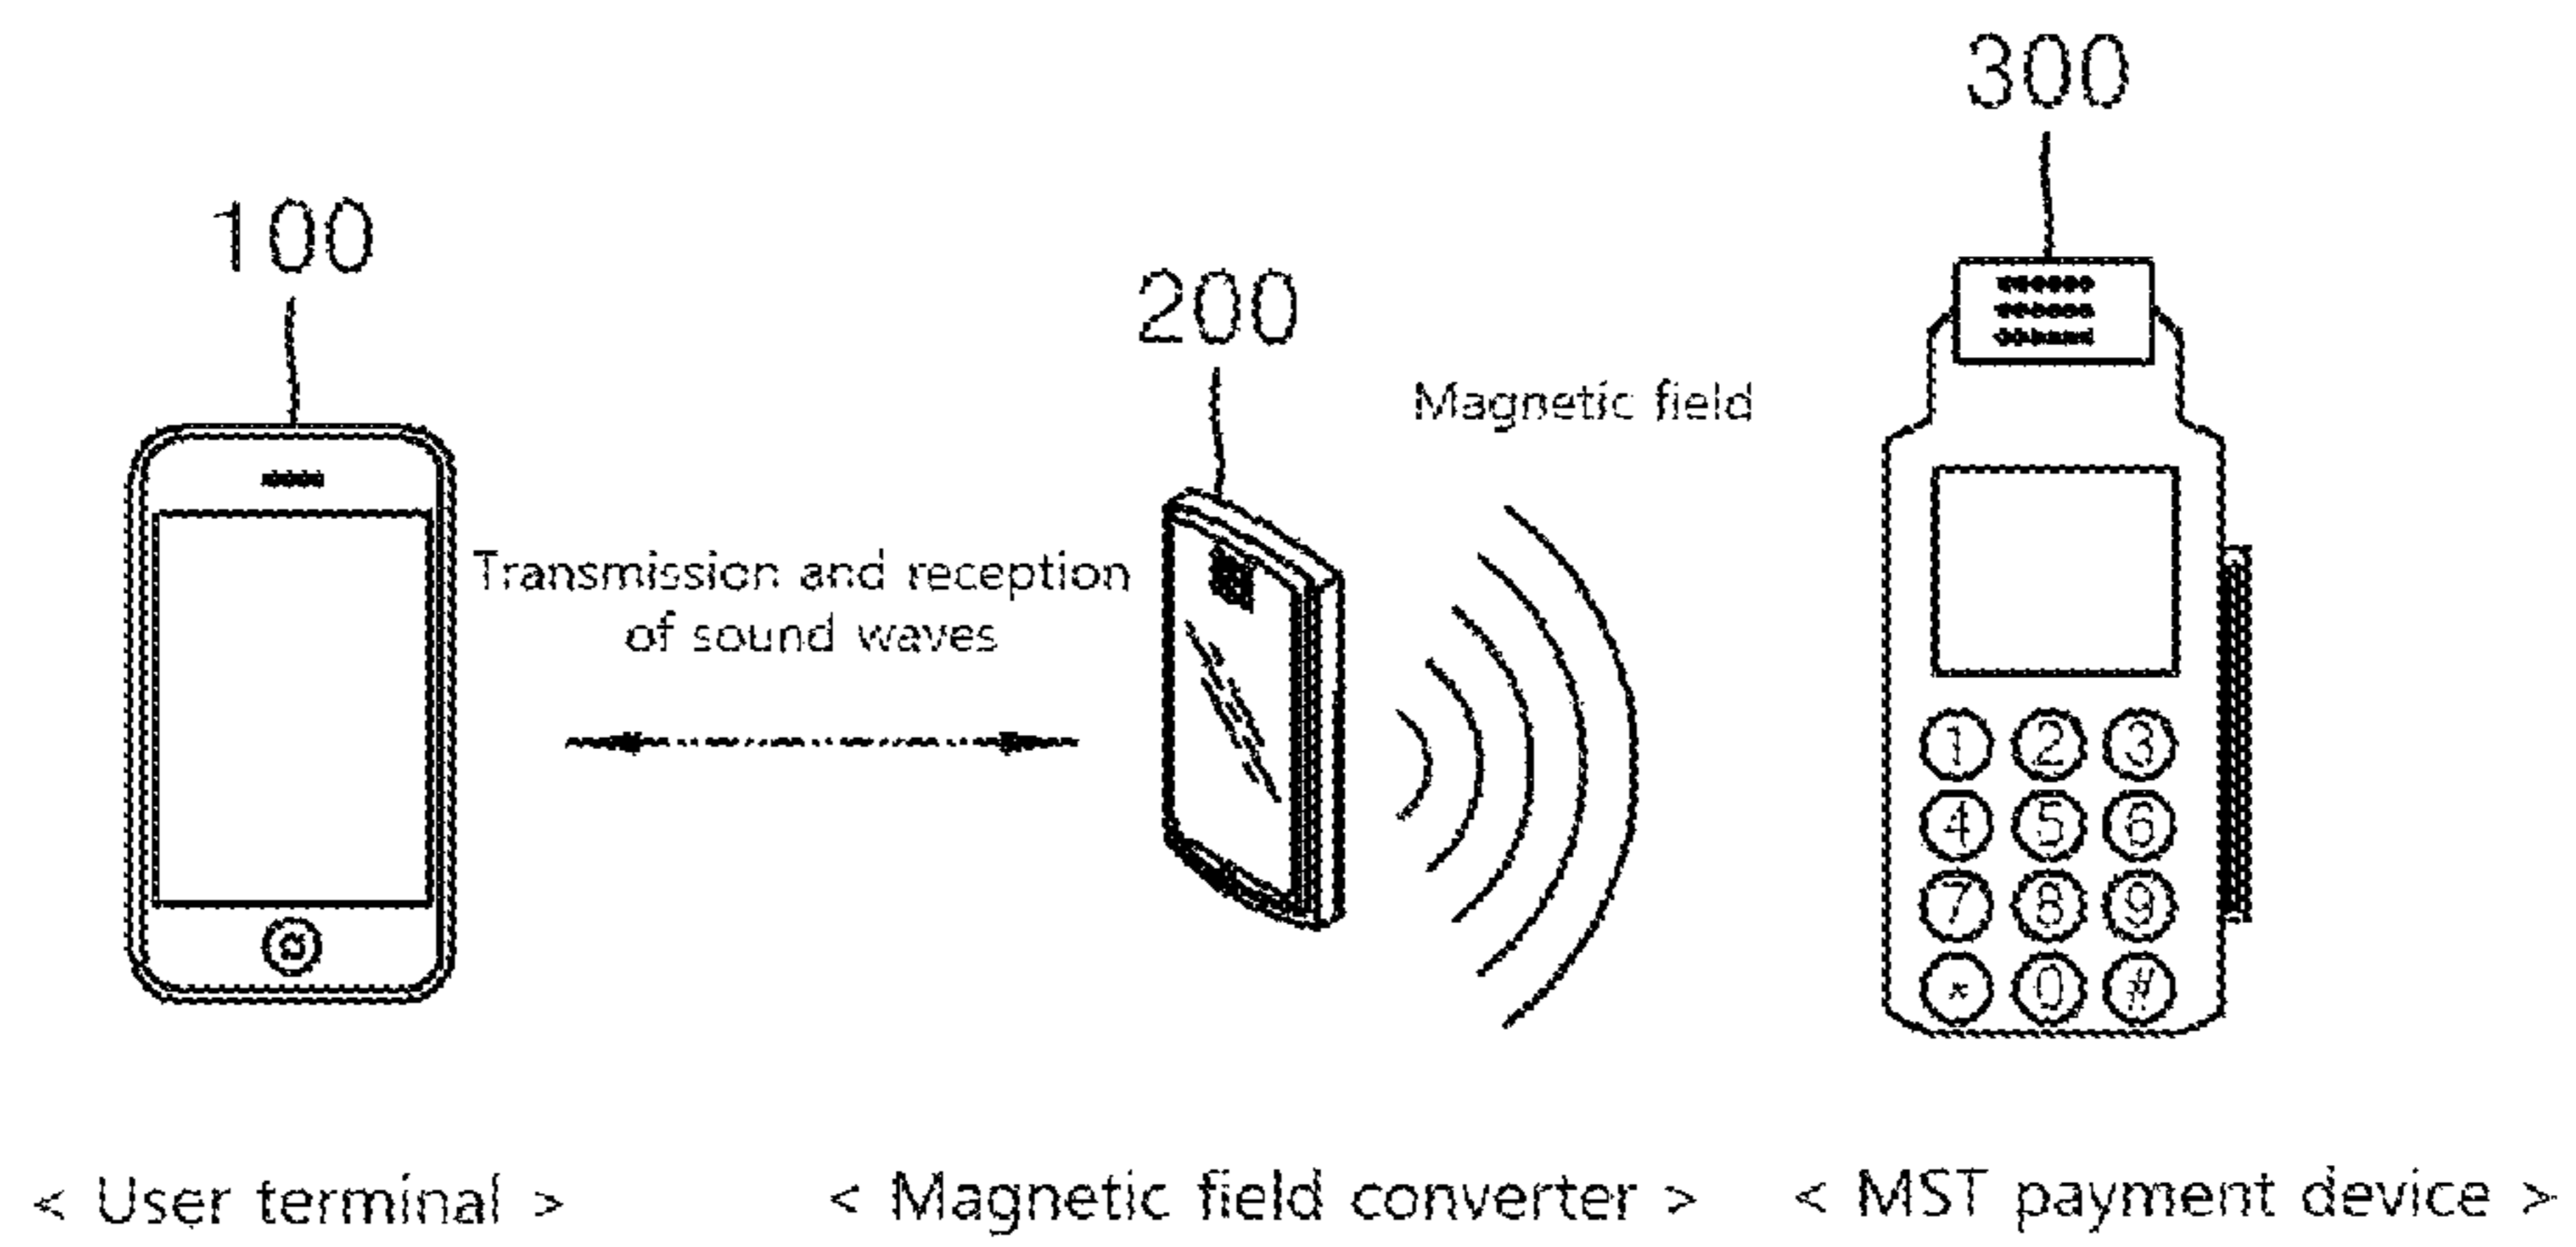 300
100
200
Magnetic field
Transmission and reception
of sound waves
1 2 3
4 5 6
7 8 9
* 0 #
< User terminal >
< Magnetic field converter >
< MST payment device >